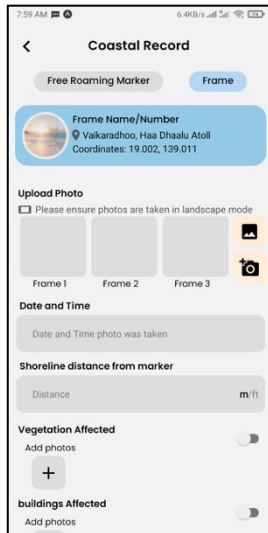 7:59 AM
6.4KB/s
Coastal Record
Free Roaming Marker
Frame
Frame Name/Number
Vaikaradhoo, Haa Dhaalu Atoll
Coordinates: 19.002, 139.011
Upload Photo
Please ensure photos are taken in landscape mode
Frame 1
Frame 2
Frame 3
Date and Time
Date and Time photo was taken
Shoreline distance from marker
Distance
m/ft
Vegetation Affected
Add photos
buildings Affected
Add photos